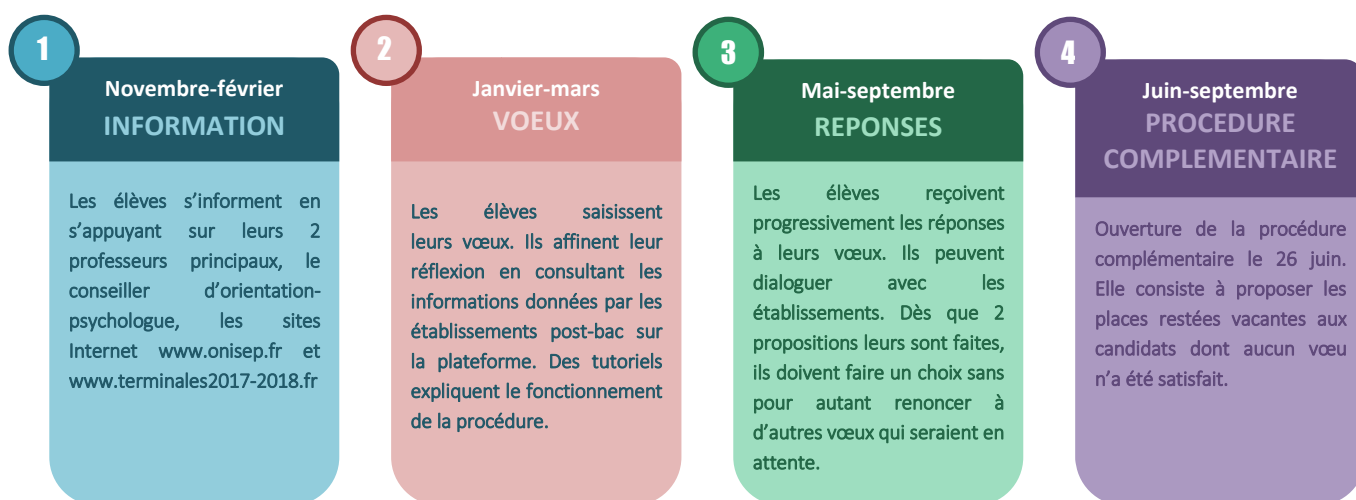 1
Novembre-février
INFORMATION
Les élèves s'informent en
s'appuyant sur leurs 2
professeurs principaux, le
conseiller d'orientation-
psychologue, les sites
Internet www.onisep.fr et
www.terminales2017-2018.fr
2
Janvier-mars
VOEUX
Les élèves saisissent
leurs vœux. Ils affinent leur
réflexion en consultant les
informations données par les
établissements post-bac sur
la plateforme. Des tutoriels
expliquent le fonctionnement
de la procédure.
3
Mai-septembre
REPONSES
Les élèves reçoivent
progressivement les réponses
à leurs vœux. Ils peuvent
dialoguer avec les
établissements. Dès que 2
propositions leurs sont faites,
ils doivent faire un choix sans
pour autant renoncer à
d'autres vœux qui seraient en
attente.
4
Juin-septembre
PROCEDURE
COMPLEMENTAIRE
Ouverture de la procédure
complémentaire le 26 juin.
Elle consiste à proposer les
places restées vacantes aux
candidats dont aucun vœu
n'a été satisfait.